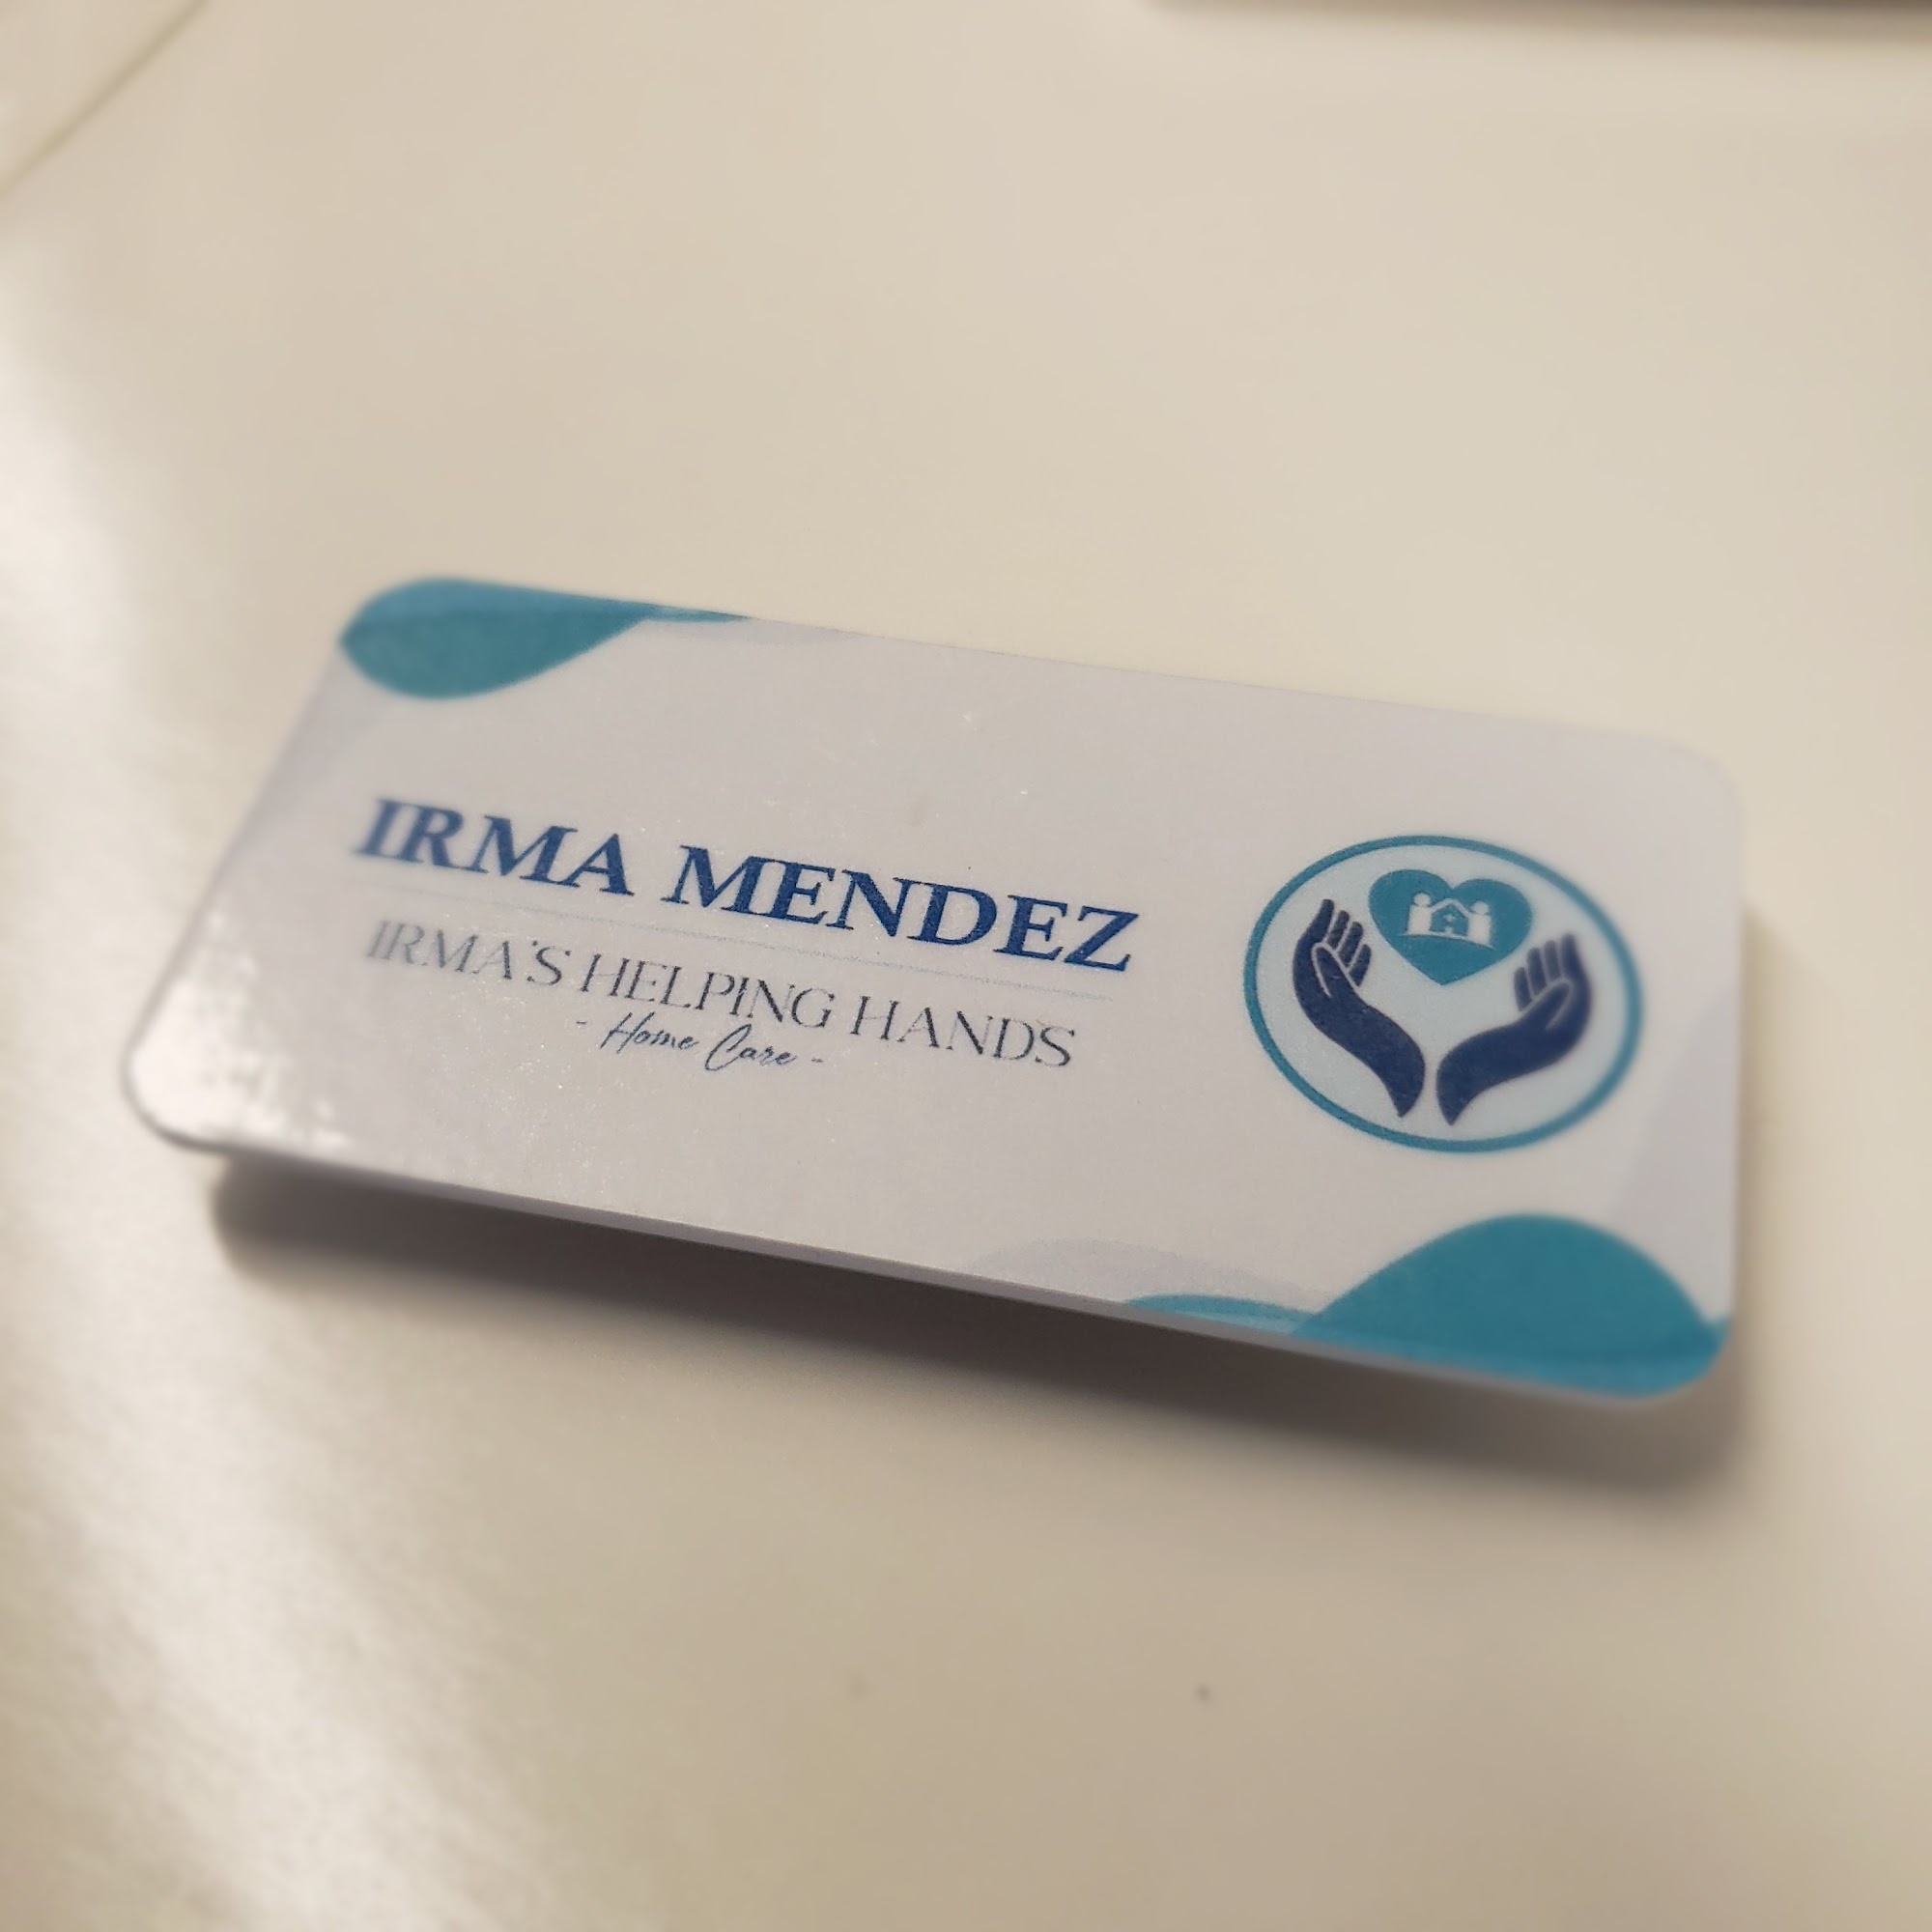 IRMA MENDEZ
IRMA'S HELPING HANDS
- Home Care -